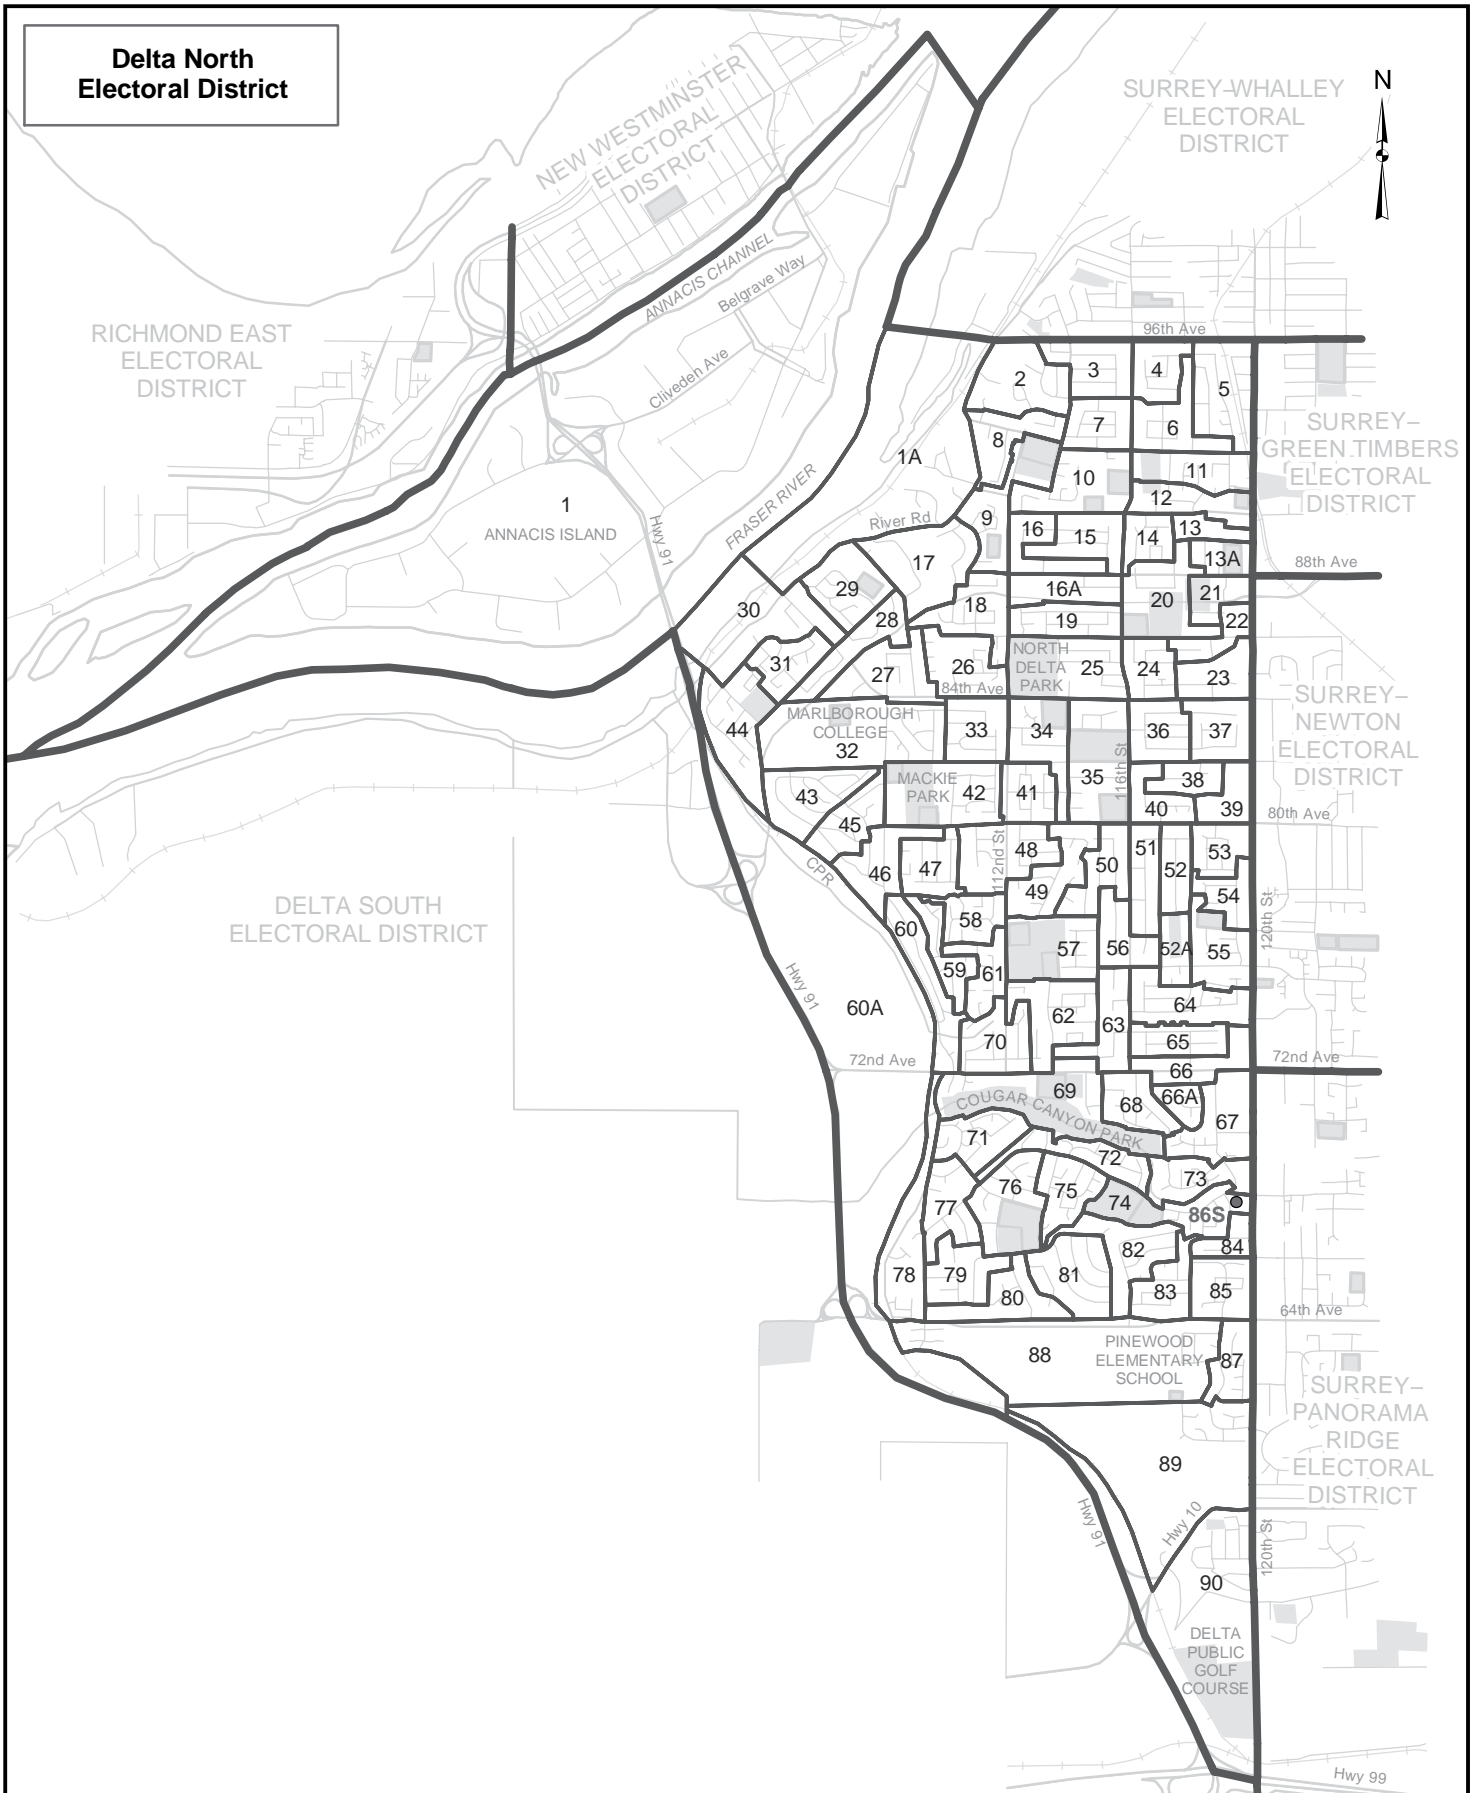 Delta North
Electoral District
NEW WESTMINSTER
ELECTORAL
DISTRICT
SURREY–WHALLEY
ELECTORAL
DISTRICT
N
ANNACIS CHANNEL
Belgrave Way
RICHMOND EAST
ELECTORAL
DISTRICT
96th Ave
Cliveden Ave
2
3
4
5
SURREY–
GREEN TIMBERS
ELECTORAL
DISTRICT
7
6
8
1A
10
11
12
1
ANNACIS ISLAND
Hwy 91
FRASER RIVER
River Rd
9
16
15
14
13
13A
88th Ave
17
29
16A
20
21
30
28
18
19
22
31
27
26
NORTH
DELTA
PARK
25
24
23
84th Ave
SURREY–
NEWTON
ELECTORAL
DISTRICT
44
MARLBOROUGH
COLLEGE
32
33
34
36
37
116th St
35
38
MACKIE
PARK
42
41
43
40
39
80th Ave
45
CPR
46
47
112nd St
48
49
50
51
52
53
54
DELTA SOUTH
ELECTORAL DISTRICT
120th St
60
58
57
56
52A
55
59
61
Hwy 91
60A
62
63
64
70
65
72nd Ave
72nd Ave
66
69
68
66A
67
COUGAR CANYON PARK
71
72
73
76
75
74
77
86S
82
84
78
79
80
81
83
85
64th Ave
88
PINEWOOD
ELEMENTARY
SCHOOL
87
SURREY–
PANORAMA
RIDGE
ELECTORAL
DISTRICT
89
Hwy 91
Hwy 10
120th St
90
DELTA
PUBLIC
GOLF
COURSE
Hwy 99